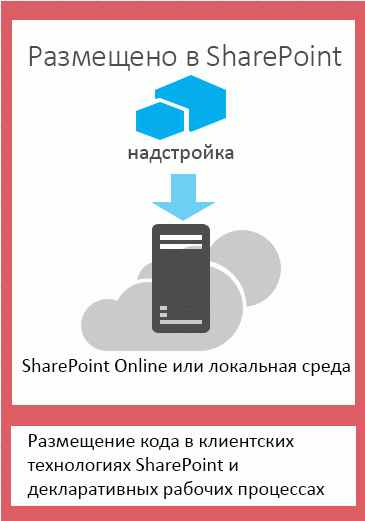 Размещено в SharePoint
надстройка
SharePoint Online или локальная среда
Размещение кода в клиентских
технологиях SharePoint и
декларативных рабочих процессах